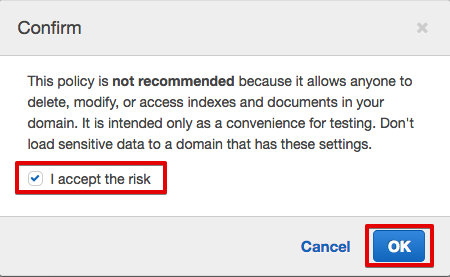 Confirm
×
This policy is not recommended because it allows anyone to
delete, modify, or access indexes and documents in your
domain. It is intended only as a convenience for testing. Don't
load sensitive data to a domain that has these settings.
I accept the risk
Cancel OK